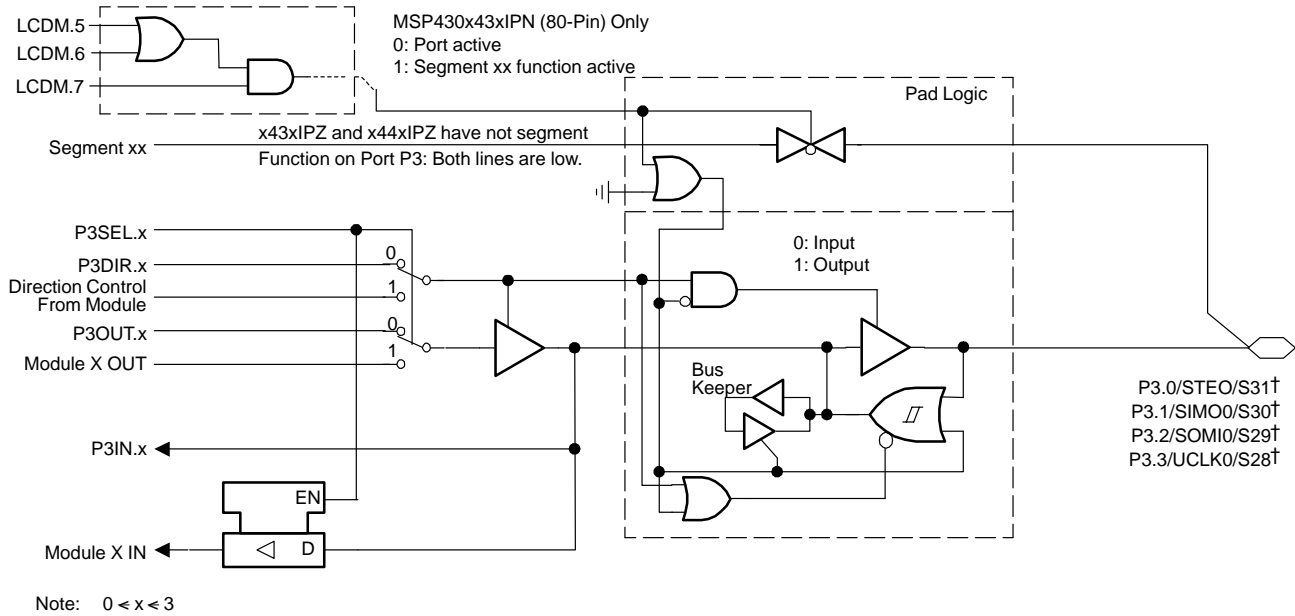 LCDM.5
LCDM.6
LCDM.7
MSP430x43xIPN (80-Pin) Only
0: Port active
1: Segment xx function active
Pad Logic
Segment xx
x43xIPZ and x44xIPZ have not segment
Function on Port P3: Both lines are low.
P3SEL.x
P3DIR.x
0
Direction Control
From Module
1
P3OUT.x
0
Module X OUT
1
0: Input
1: Output
Bus
Keeper
P3.0/STEO/S31†
P3.1/SIMO0/S30†
P3.2/SOMI0/S29†
P3.3/UCLK0/S28†
P3IN.x
EN
Module X IN
D
Note: 0 < x < 3